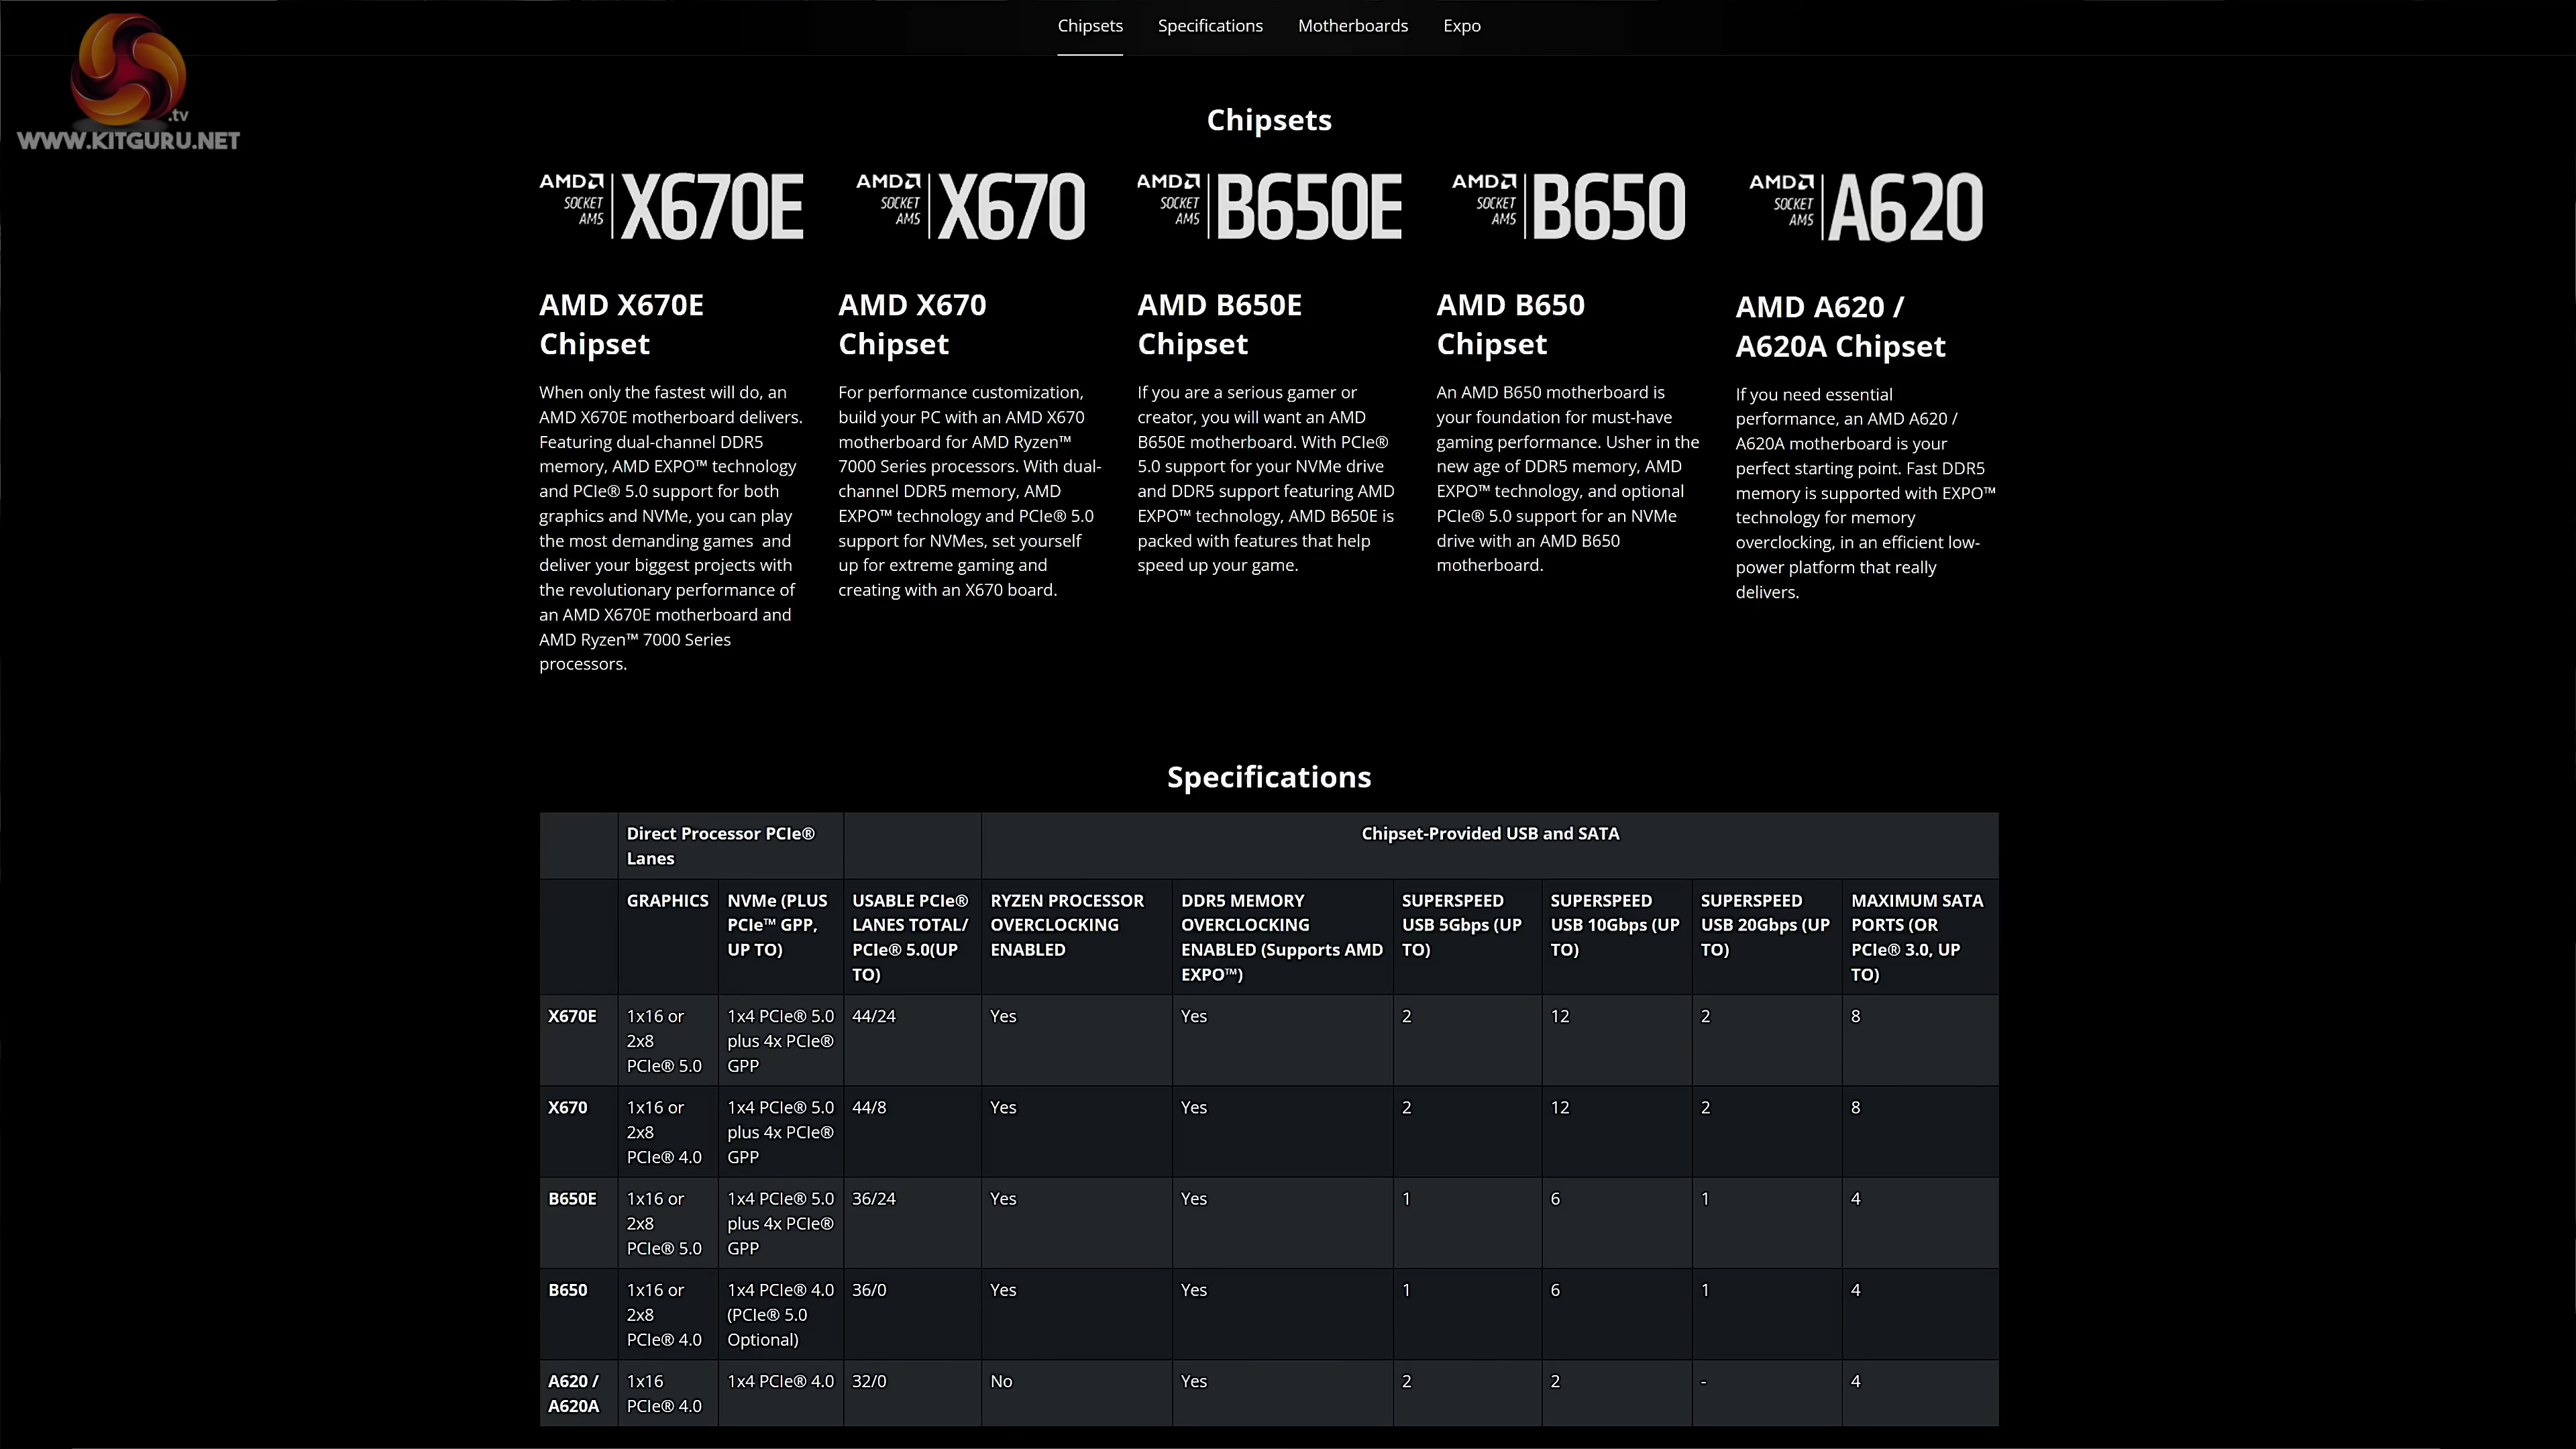 Chipsets Specifications Motherboards Expo
.tv
WWW.KITGURU.NET
Chipsets
AMD SOCKET AM5 X670E
AMD SOCKET AM5 X670
AMD SOCKET AM5 B650E
AMD SOCKET AM5 B650
AMD SOCKET AM5 A620
AMD X670E
Chipset
When only the fastest will do, an
AMD X670E motherboard delivers.
Featuring dual-channel DDR5
memory, AMD EXPO™ technology
and PCIe® 5.0 support for both
graphics and NVMe, you can play
the most demanding games and
deliver your biggest projects with
the revolutionary performance of
an AMD X670E motherboard and
AMD Ryzen™ 7000 Series
processors.
AMD X670
Chipset
For performance customization,
build your PC with an AMD X670
motherboard for AMD Ryzen™
7000 Series processors. With dual-
channel DDR5 memory, AMD
EXPO™ technology and PCIe® 5.0
support for NVMes, set yourself
up for extreme gaming and
creating with an X670 board.
AMD B650E
Chipset
If you are a serious gamer or
creator, you will want an AMD
B650E motherboard. With PCIe®
5.0 support for your NVMe drive
and DDR5 support featuring AMD
EXPO™ technology, AMD B650E is
packed with features that help
speed up your game.
AMD B650
Chipset
An AMD B650 motherboard is
your foundation for must-have
gaming performance. Usher in the
new age of DDR5 memory, AMD
EXPO™ technology, and optional
PCIe® 5.0 support for an NVMe
drive with an AMD B650
motherboard.
AMD A620 /
A620A Chipset
If you need essential
performance, an AMD A620 /
A620A motherboard is your
perfect starting point. Fast DDR5
memory is supported with EXPO™
technology for memory
overclocking, in an efficient low-
power platform that really
delivers.
Specifications
Direct Processor PCIe®
Lanes
Chipset-Provided USB and SATA
GRAPHICS
NVMe (PLUS
PCIe™ GPP,
UP TO)
USABLE PCIe®
LANES TOTAL/
PCIe® 5.0(UP
TO)
RYZEN PROCESSOR
OVERCLOCKING
ENABLED
DDR5 MEMORY
OVERCLOCKING
ENABLED (Supports AMD
EXPO™)
SUPERSPEED
USB 5Gbps (UP
TO)
SUPERSPEED
USB 10Gbps (UP
TO)
SUPERSPEED
USB 20Gbps (UP
TO)
MAXIMUM SATA
PORTS (OR
PCIe® 3.0, UP
TO)
X670E 1x16 or 1x4 PCIe® 5.0 44/24 Yes Yes 2 12 2 8
2x8 plus 4x PCIe®
PCIe® 5.0 GPP
X670 1x16 or 1x4 PCIe® 5.0 44/8 Yes Yes 2 12 2 8
2x8 plus 4x PCIe®
PCIe® 4.0 GPP
B650E 1x16 or 1x4 PCIe® 5.0 36/24 Yes Yes 1 6 1 4
2x8 plus 4x PCIe®
PCIe® 5.0 GPP
B650 1x16 or 1x4 PCIe® 4.0 36/0 Yes Yes 1 6 1 4
2x8 (PCIe® 5.0
PCIe® 4.0 Optional)
A620 / 1x16 1x4 PCIe® 4.0 32/0 No Yes 2 2 - 4
A620A PCIe® 4.0